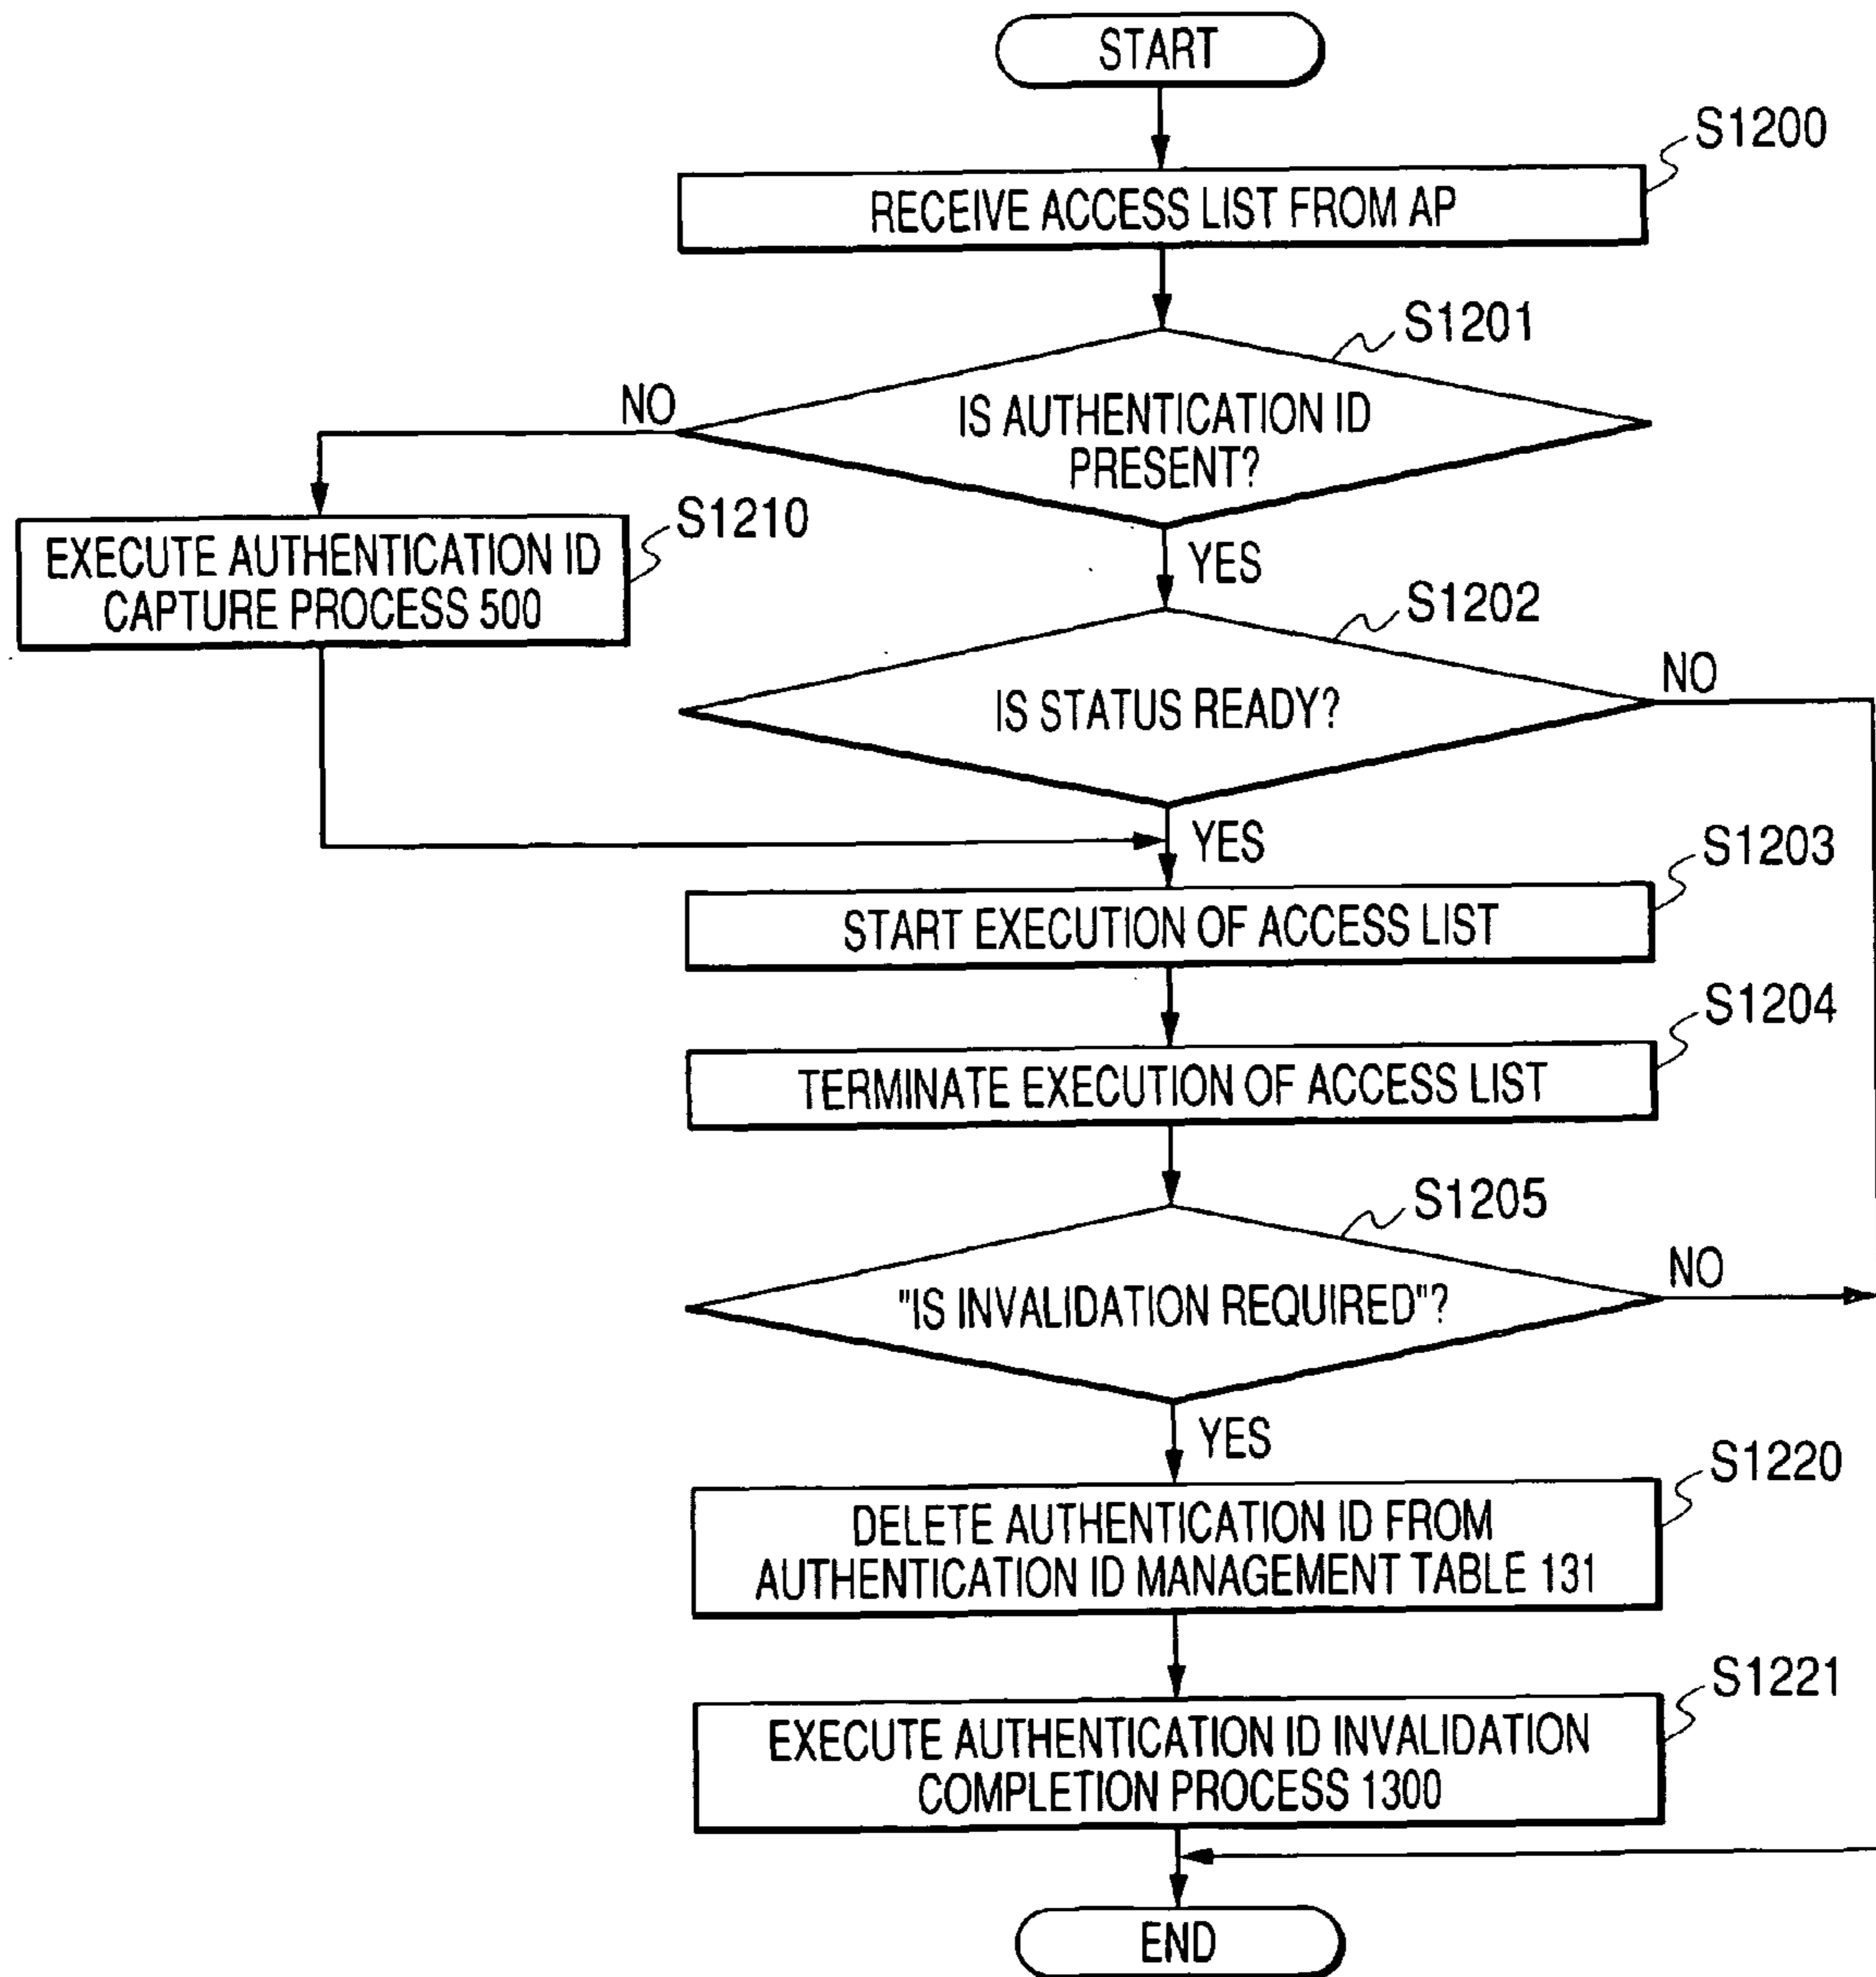 START
S1200
RECEIVE ACCESS LIST FROM AP
S1201
NO
IS AUTHENTICATION ID
PRESENT?
S1210
EXECUTE AUTHENTICATION ID
CAPTURE PROCESS 500
YES
S1202
NO
IS STATUS READY?
YES
S1203
START EXECUTION OF ACCESS LIST
S1204
TERMINATE EXECUTION OF ACCESS LIST
S1205
NO
"IS INVALIDATION REQUIRED"?
YES
S1220
DELETE AUTHENTICATION ID FROM
AUTHENTICATION ID MANAGEMENT TABLE 131
S1221
EXECUTE AUTHENTICATION ID INVALIDATION
COMPLETION PROCESS 1300
END